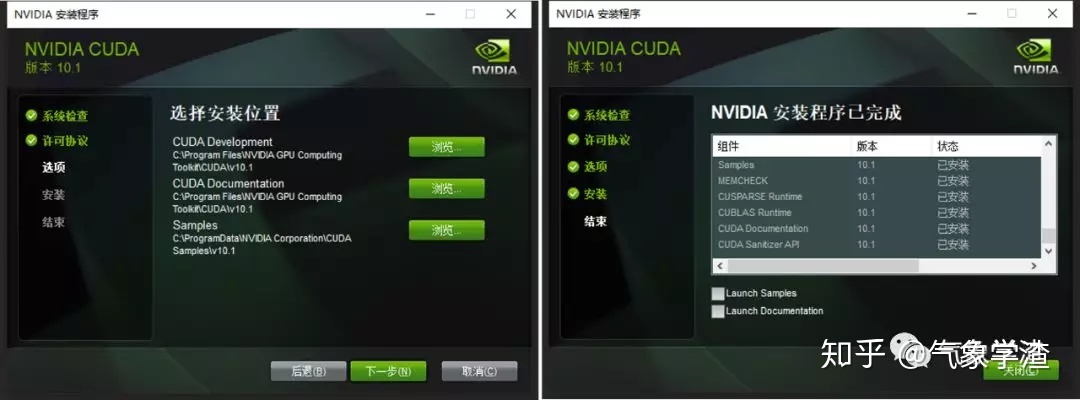 NVIDIA 安装程序
NVIDIA CUDA
版本 10.1
NVIDIA.
系统检查
许可协议
选项
安装
结束
选择安装位置
CUDA Development
C:\Program Files\NVIDIA GPU Computing
Toolkit\CUDA\v10.1
浏览...
CUDA Documentation
C:\Program Files\NVIDIA GPU Computing
Toolkit\CUDA\v10.1
浏览...
Samples
C:\ProgramData\NVIDIA Corporation\CUDA
Samples\v10.1
浏览...
后退(B) 下一步(N) 取消(C)
NVIDIA 安装程序
NVIDIA CUDA
版本 10.1
NVIDIA.
系统检查
许可协议
选项
安装
结束
NVIDIA 安装程序已完成
组件 版本 状态
Samples 10.1 已安装
MEMCHECK 10.1 已安装
CUSPARSE Runtime 10.1 已安装
CUBLAS Runtime 10.1 已安装
CUDA Documentation 10.1 已安装
CUDA Sanitizer API 10.1 已安装
Launch Samples
Launch Documentation
知乎 @气象学渣
关闭(C)